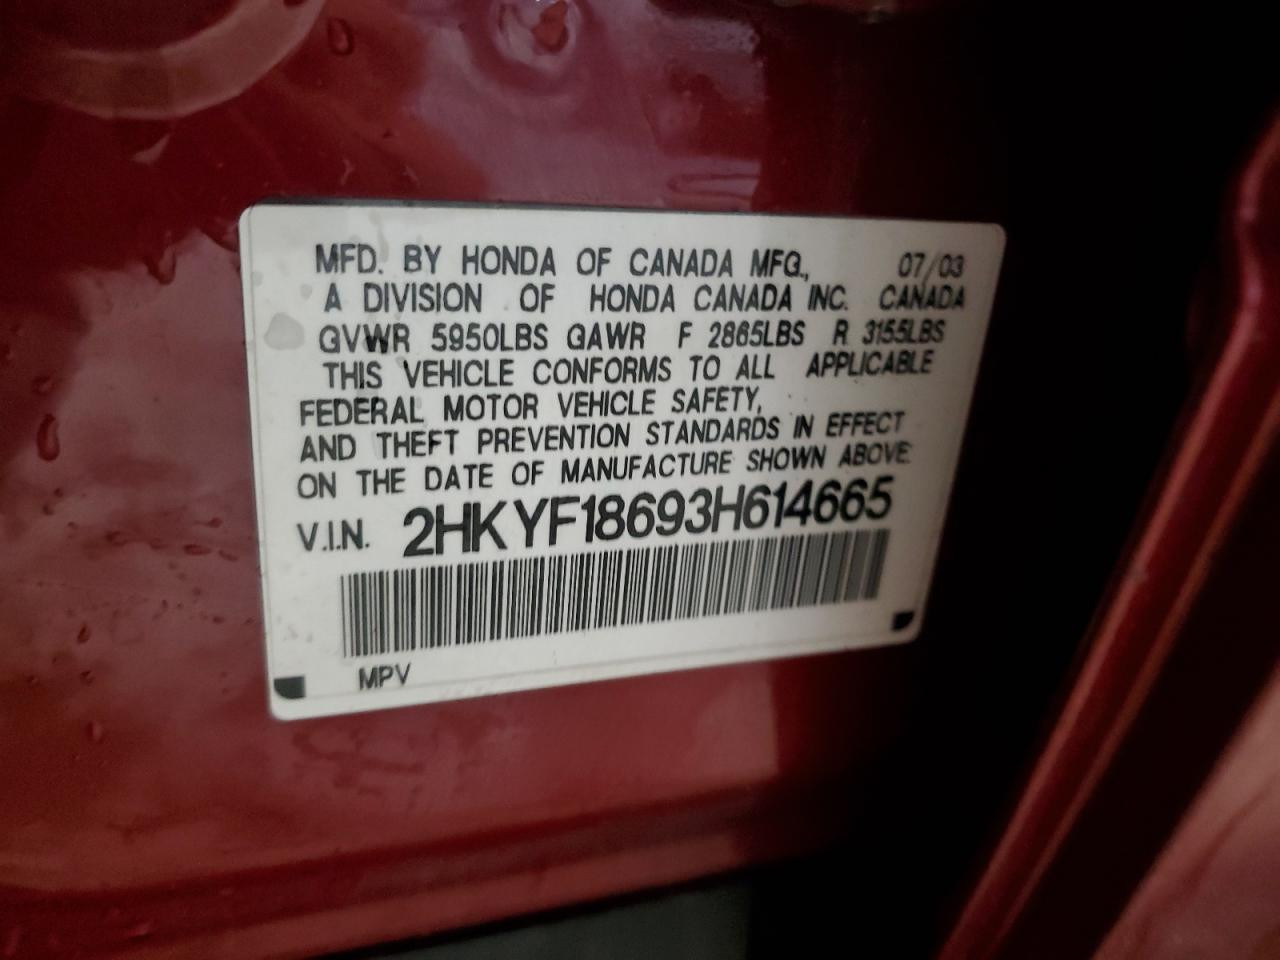 MFD. BY HONDA OF CANADA MFG., 07/03
A DIVISION OF HONDA CANADA INC. CANADA
GVWR 5950LBS GAWR F 2865LBS R 3155LBS
THIS VEHICLE CONFORMS TO ALL APPLICABLE
FEDERAL MOTOR VEHICLE SAFETY,
AND THEFT PREVENTION STANDARDS IN EFFECT
ON THE DATE OF MANUFACTURE SHOWN ABOVE.
V.I.N. 2HKYF18693H614665
MPV